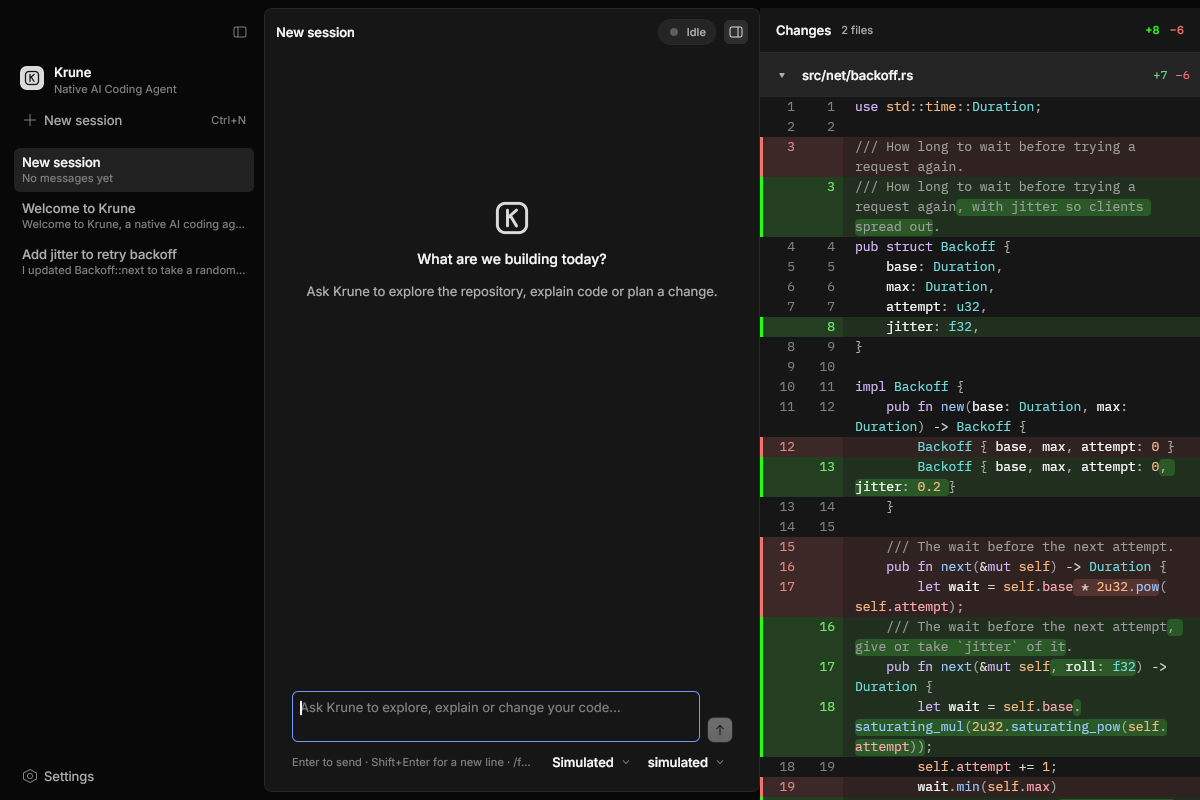 Krune
Native AI Coding Agent
New session
Ctrl+N
New session
No messages yet
Welcome to Krune
Welcome to Krune, a native AI coding ag...
Add jitter to retry backoff
I updated Backoff::next to take a random...
Settings
New session
Idle
K
What are we building today?
Ask Krune to explore the repository, explain code or plan a change.
Ask Krune to explore, explain or change your code...
Enter to send · Shift+Enter for a new line · /f...
Simulated
simulated
Changes 2 files +8 −6
src/net/backoff.rs +7 −6
1 1 use std::time::Duration;
2 2
3 /// How long to wait before trying a
request again.
3 /// How long to wait before trying a
request again, with jitter so clients
spread out.
4 4 pub struct Backoff {
5 5 base: Duration,
6 6 max: Duration,
7 7 attempt: u32,
8 jitter: f32,
8 9 }
9 10
10 11 impl Backoff {
11 12 pub fn new(base: Duration, max:
Duration) -> Backoff {
12 Backoff { base, max, attempt: 0 }
13 Backoff { base, max, attempt: 0,
jitter: 0.2 }
13 14 }
14 15
15 /// The wait before the next attempt.
16 pub fn next(&mut self) -> Duration {
17 let wait = self.base * 2u32.pow(
self.attempt);
16 /// The wait before the next attempt,
give or take `jitter` of it.
17 pub fn next(&mut self, roll: f32) ->
Duration {
18 let wait = self.base.
saturating_mul(2u32.saturating_pow(self.
attempt));
18 19 self.attempt += 1;
19 wait.min(self.max)